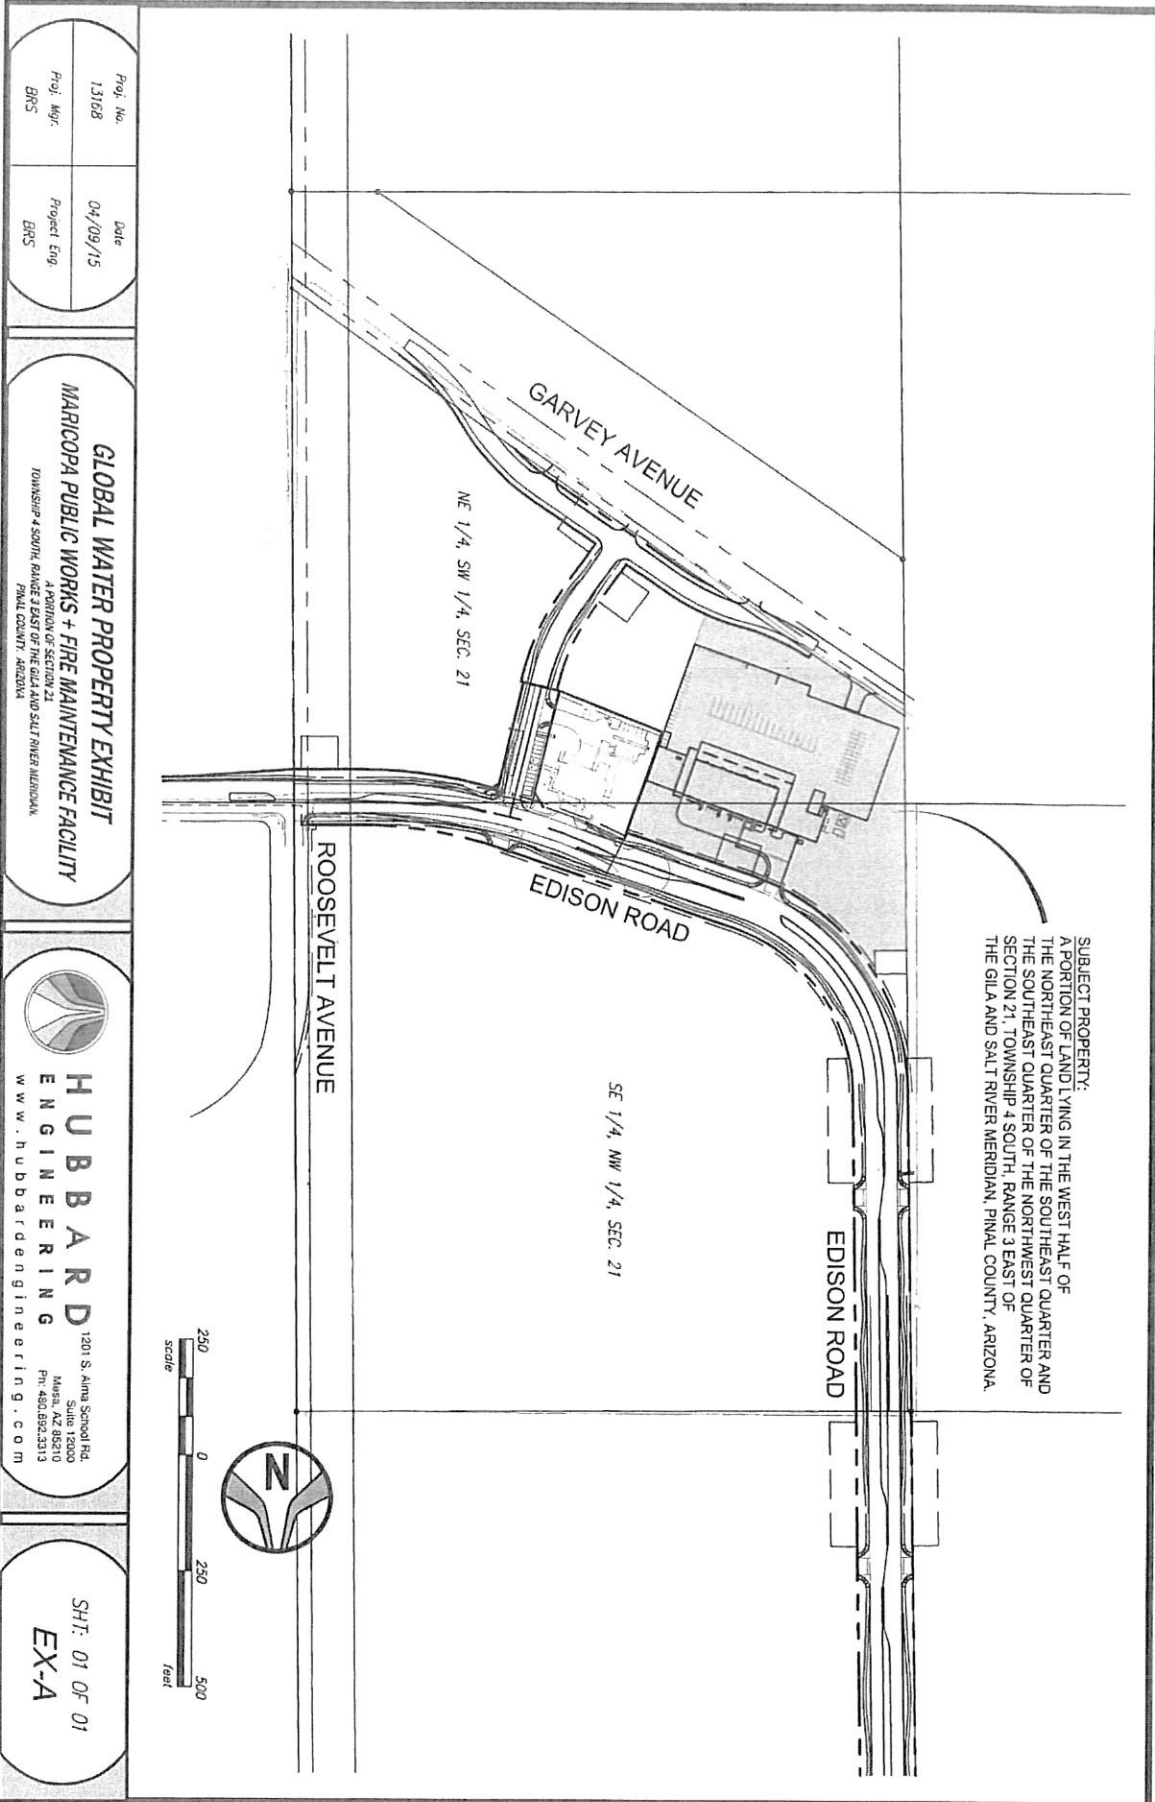 SUBJECT PROPERTY:
A PORTION OF LAND LYING IN THE WEST HALF OF
THE NORTHEAST QUARTER OF THE SOUTHEAST QUARTER AND
THE SOUTHEAST QUARTER OF THE NORTHWEST QUARTER OF
SECTION 21, TOWNSHIP 4 SOUTH, RANGE 3 EAST OF
THE GILA AND SALT RIVER MERIDIAN, PINAL COUNTY, ARIZONA.
GARVEY AVENUE
EDISON ROAD
EDISON ROAD
NE 1/4, SW 1/4, SEC. 21
SE 1/4, NW 1/4, SEC. 21
ROOSEVELT AVENUE
N
250 0 250 500
scale feet
Proj. No.
13168
Date
04/09/15
Proj. Mgr.
BRS
Project Eng.
BRS
GLOBAL WATER PROPERTY EXHIBIT
MARICOPA PUBLIC WORKS + FIRE MAINTENANCE FACILITY
A PORTION OF SECTION 21
TOWNSHIP 4 SOUTH, RANGE 3 EAST OF THE GILA AND SALT RIVER MERIDIAN,
PINAL COUNTY, ARIZONA
HUBBARD
ENGINEERING
www.hubbardengineering.com
1201 S. Alma School Rd.
Suite 12000
Mesa, AZ 85210
Ph: 480.892.3313
SHT: 01 OF 01
EX-A